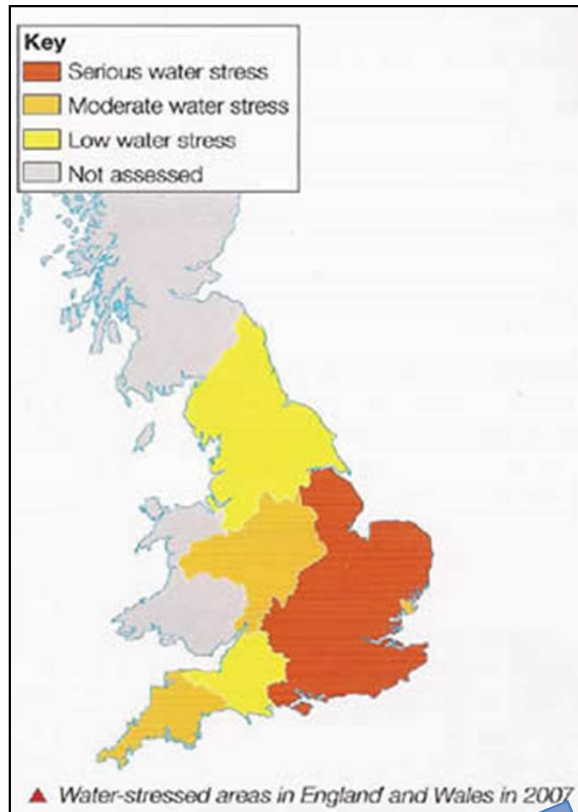 Key
Serious water stress
Moderate water stress
Low water stress
Not assessed
Water-stressed areas in England and Wales in 2007